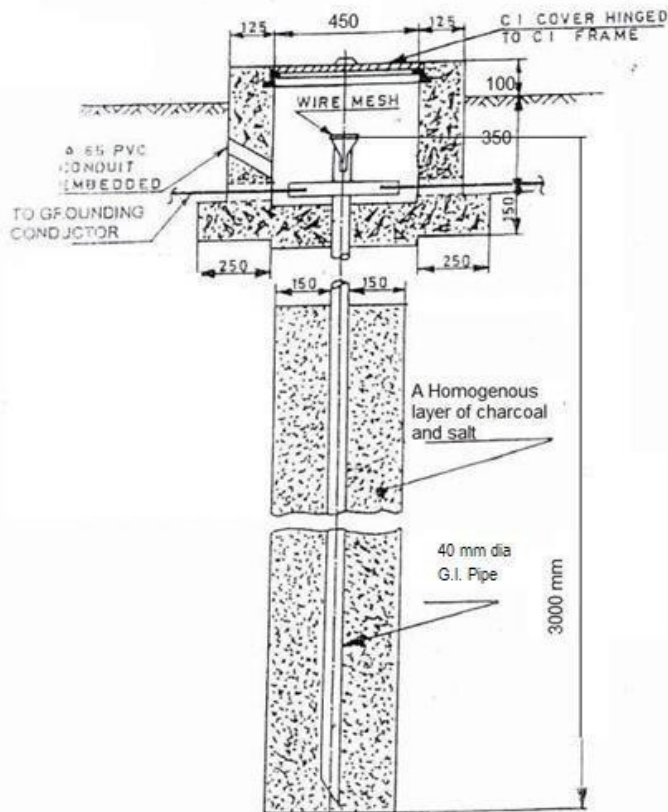 125
450
125
C I COVER HINGED
TO C I FRAME
100
WIRE MESH
350
65 PVC
CONDUIT
EMBEDDED
TO GROUNDING
CONDUCTOR
150
250
250
150
150
A Homogenous
layer of charcoal
and salt
40 mm dia
G.I. Pipe
3000 mm